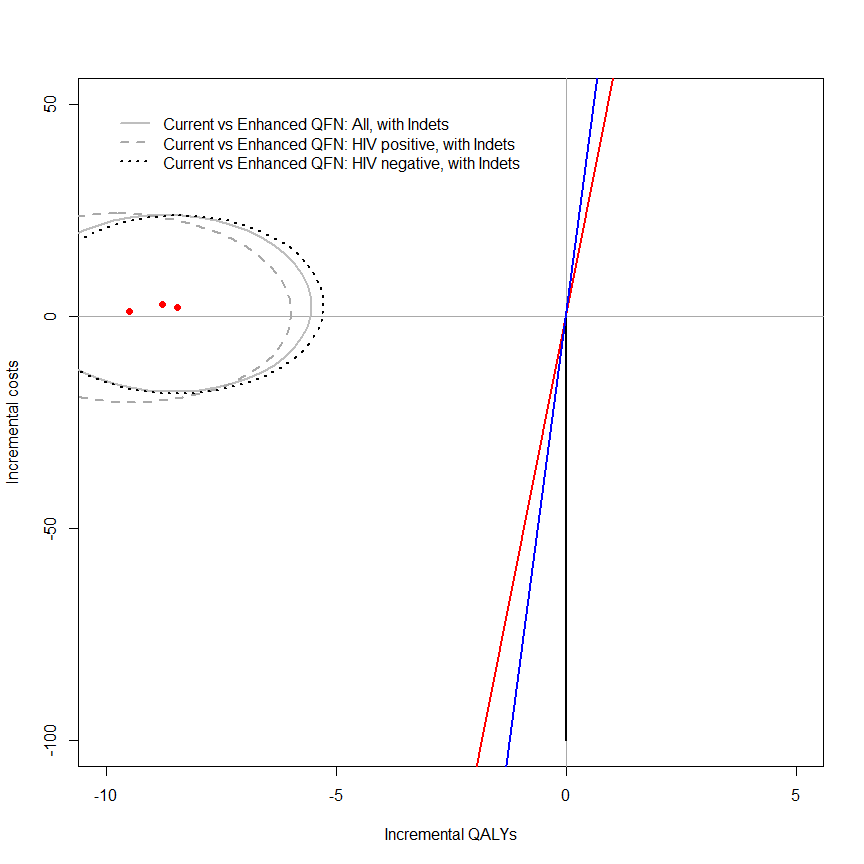 Current vs Enhanced QFN: All, with Indets
Current vs Enhanced QFN: HIV positive, with Indets
Current vs Enhanced QFN: HIV negative, with Indets
50
0
-50
-100
Incremental costs
-10
-5
0
5
Incremental QALYs